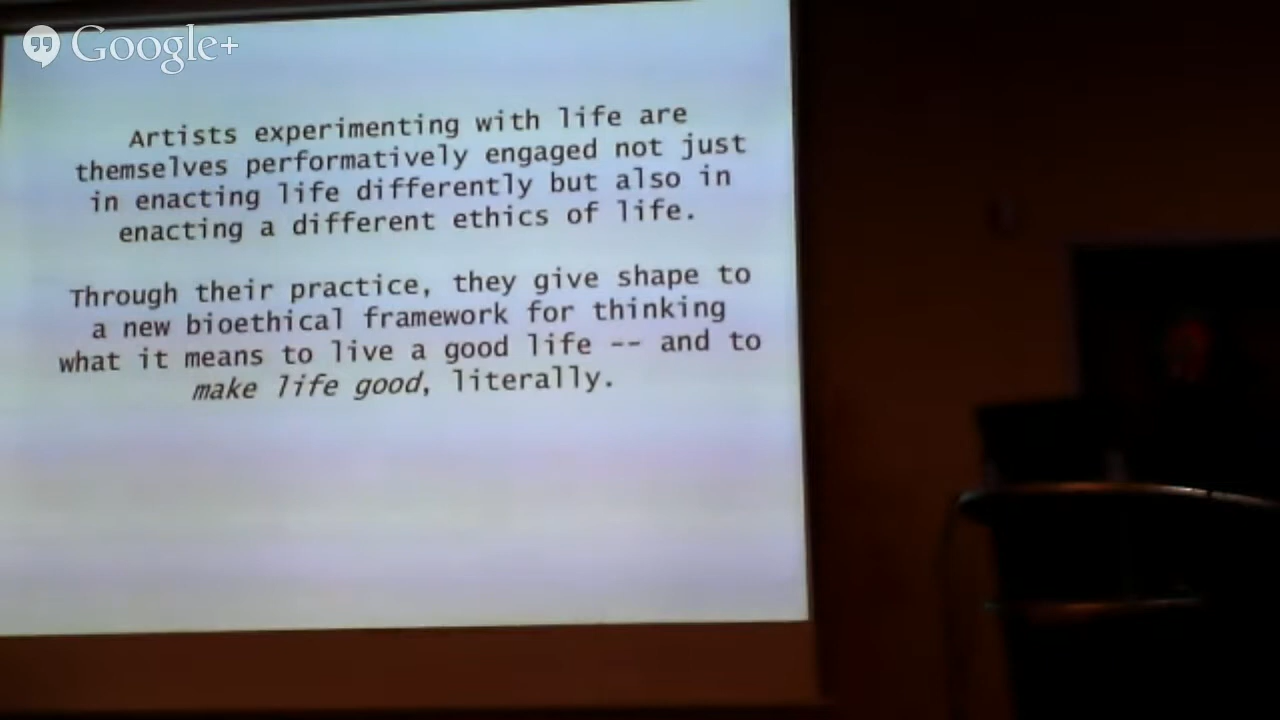 Google+
Artists experimenting with life are
themselves performatively engaged not just
in enacting life differently but also in
enacting a different ethics of life.
Through their practice, they give shape to
a new bioethical framework for thinking
what it means to live a good life -- and to
make life good, literally.